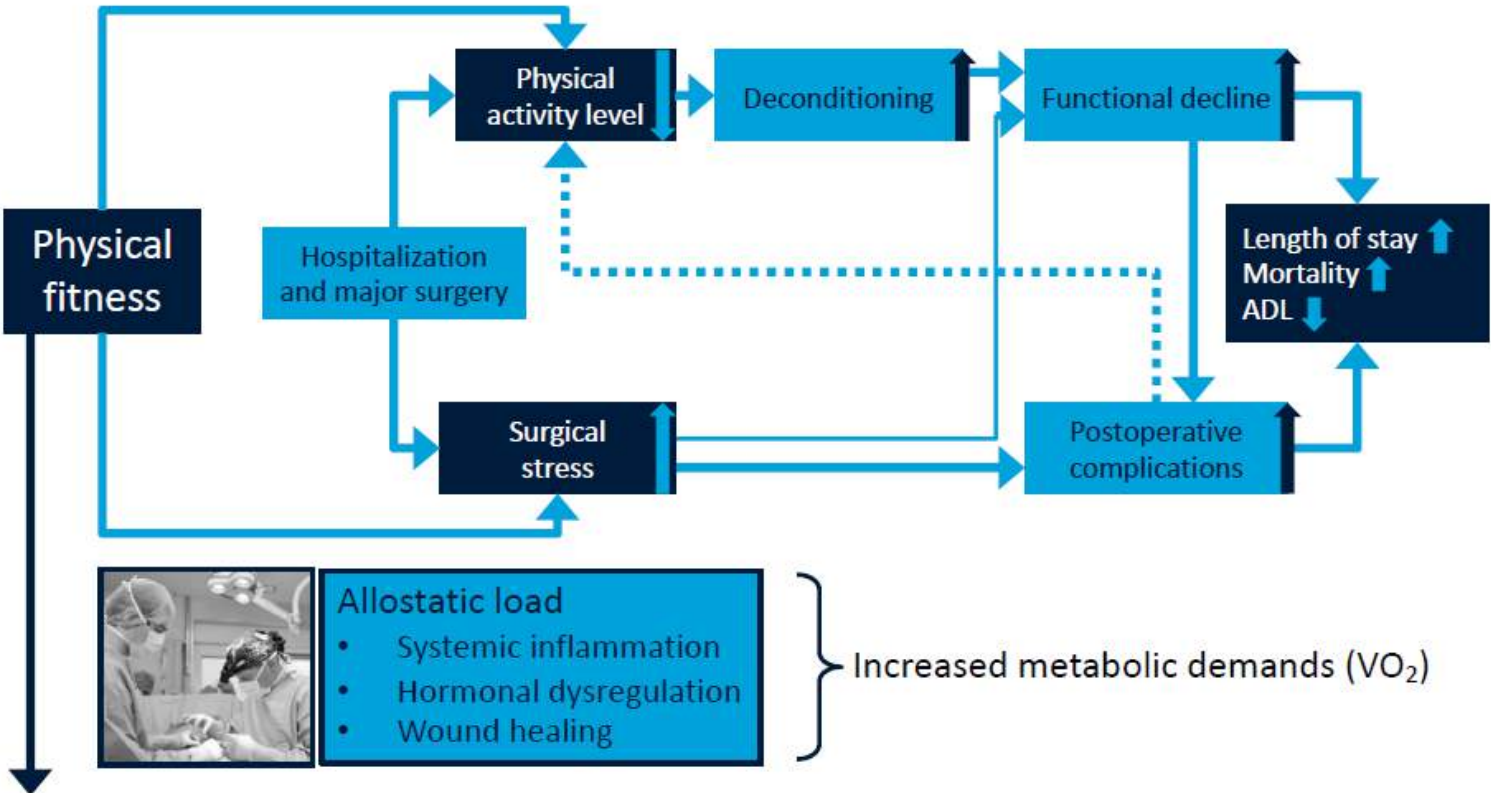 Physical
activity level
Deconditioning
Functional decline
Physical
fitness
Hospitalization
and major surgery
Length of stay
Mortality
ADL
Surgical
stress
Postoperative
complications
Allostatic load
• Systemic inflammation
• Hormonal dysregulation
• Wound healing
Increased metabolic demands (VO₂)